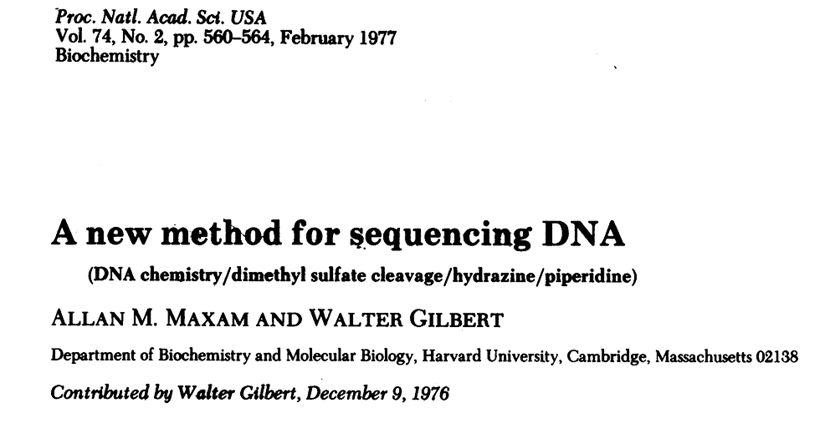 Proc. Natl. Acad. Sci. USA
Vol. 74, No. 2, pp. 560–564, February 1977
Biochemistry
A new method for sequencing DNA
(DNA chemistry/dimethyl sulfate cleavage/hydrazine/piperidine)
ALLAN M. MAXAM AND WALTER GILBERT
Department of Biochemistry and Molecular Biology, Harvard University, Cambridge, Massachusetts 02138
Contributed by Walter Gilbert, December 9, 1976